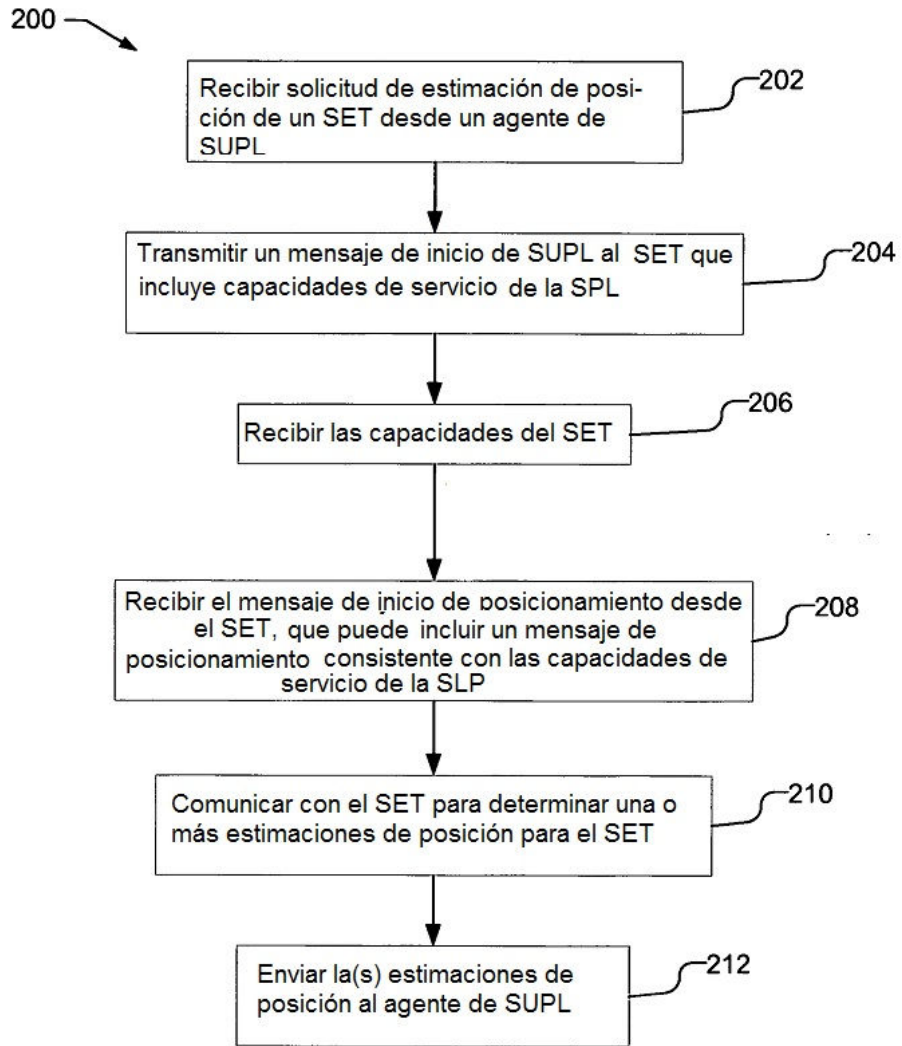 200
Recibir solicitud de estimación de posi-
ción de un SET desde un agente de
SUPL
202
Transmitir un mensaje de inicio de SUPL al SET que
incluye capacidades de servicio de la SPL
204
Recibir las capacidades del SET
206
Recibir el mensaje de inicio de posicionamiento desde
el SET, que puede incluir un mensaje de
posicionamiento consistente con las capacidades de
servicio de la SLP
208
Comunicar con el SET para determinar una o
más estimaciones de posición para el SET
210
Enviar la(s) estimaciones de
posición al agente de SUPL
212